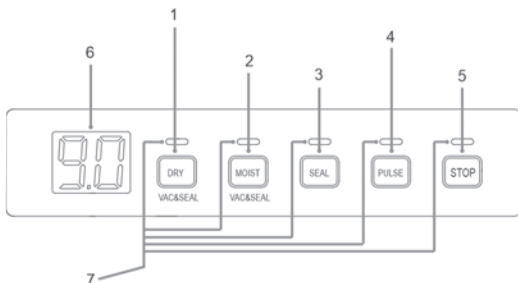 1
2
3
4
5
6
9.0
DRY
MOIST
SEAL
PULSE
STOP
VAC&SEAL
VAC&SEAL
7